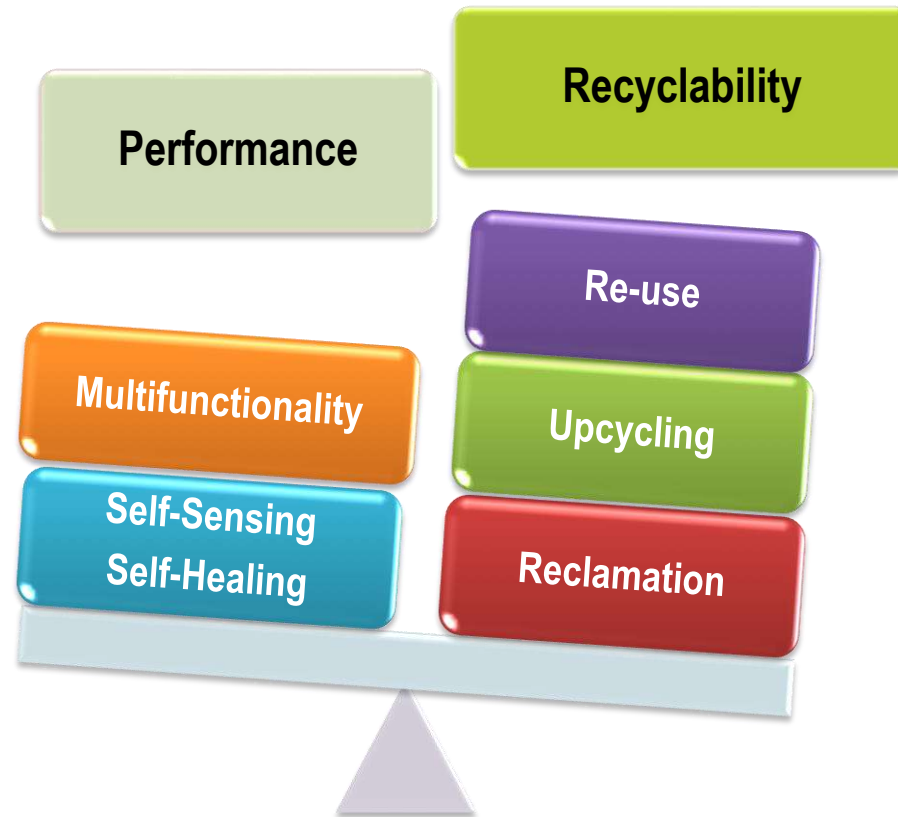 Performance
Recyclability
Multifunctionality
Self-Sensing
Self-Healing
Re-use
Upcycling
Reclamation